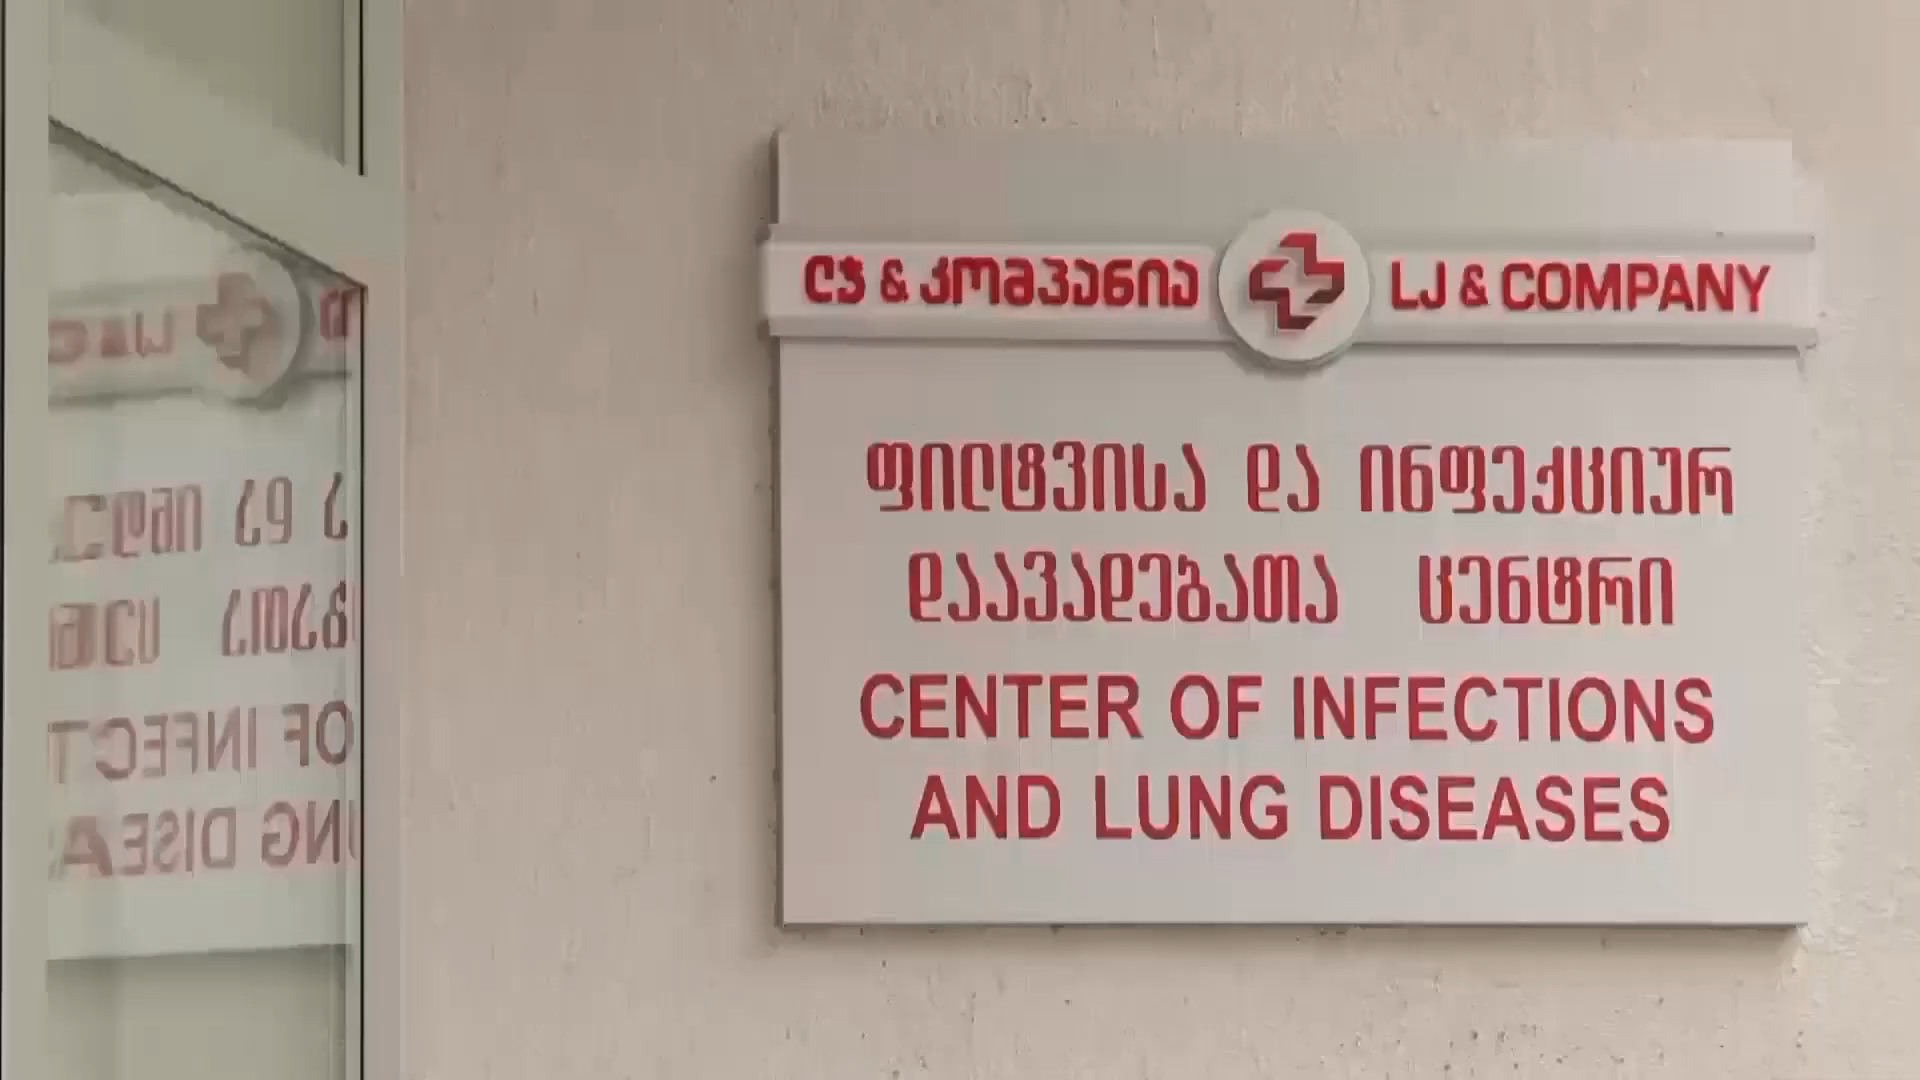 ლჯ & კომპანია LJ & COMPANY
ფილტვისა და ინფექციურ
დაავადებათა ცენტრი
CENTER OF INFECTIONS
AND LUNG DISEASES